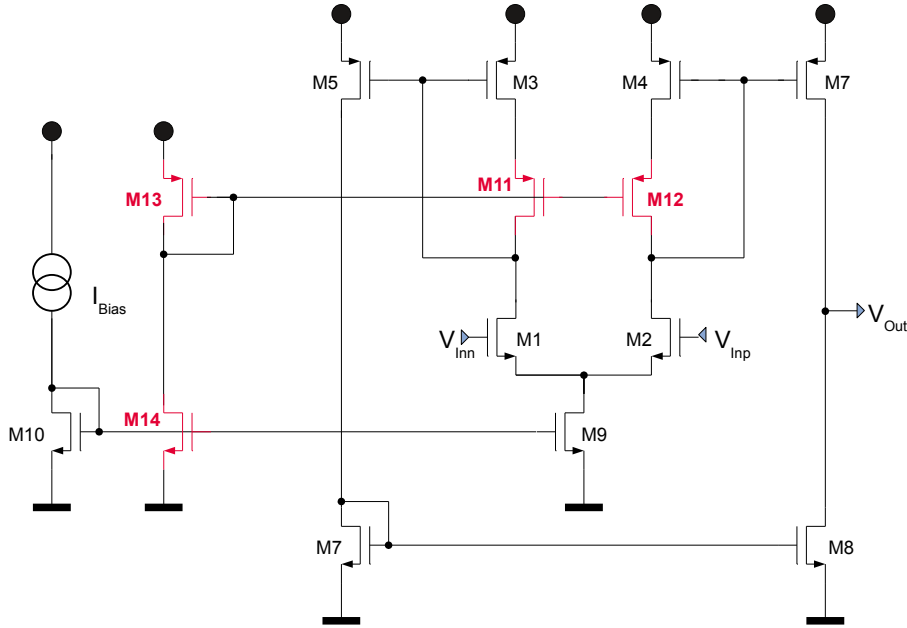 M5
M3
M4
M7
M13
M11
M12
I Bias
V Inn
M1
M2
V Inp
V Out
M10
M14
M9
M7
M8